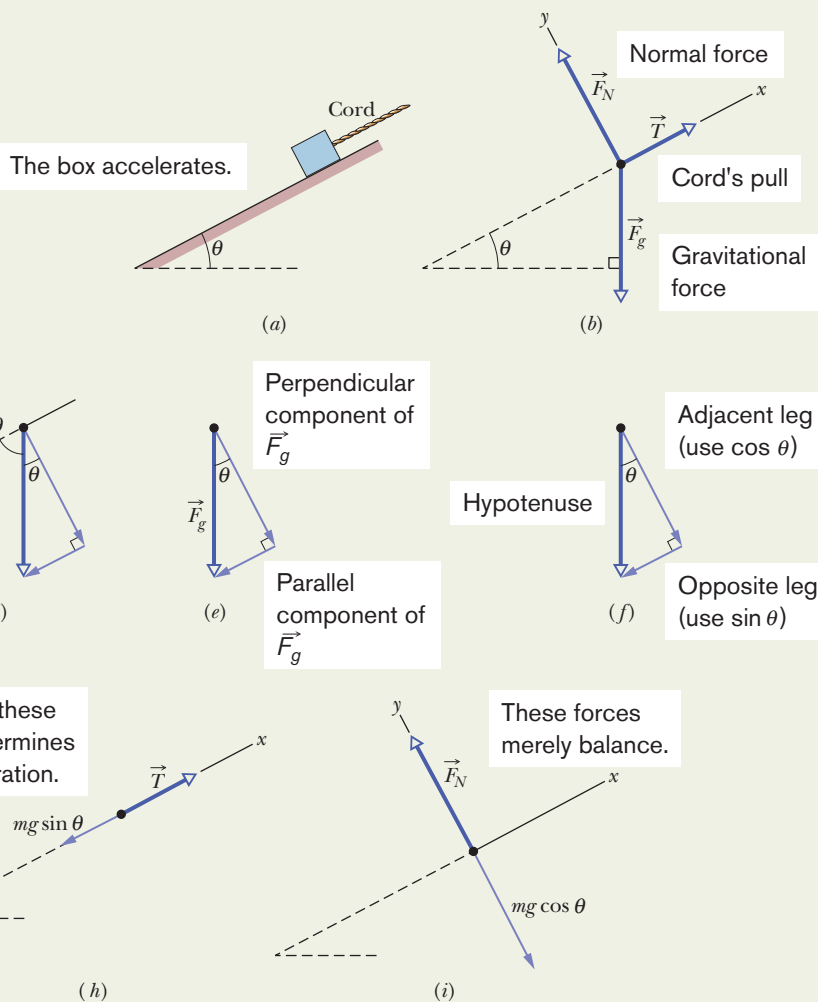 y
Normal force
F_N
x
Cord
T
The box accelerates.
Cord's pull
θ
θ
F_g
Gravitational
force
(a)
(b)
Perpendicular
component of
F_g
Adjacent leg
(use cos θ)
θ
θ
θ
θ
Hypotenuse
F_g
Parallel
component of
F_g
Opposite leg
(use sin θ)
)
(e)
(f)
these
ermines
ration.
x
T
mg sin θ
(h)
y
These forces
merely balance.
F_N
x
mg cos θ
(i)